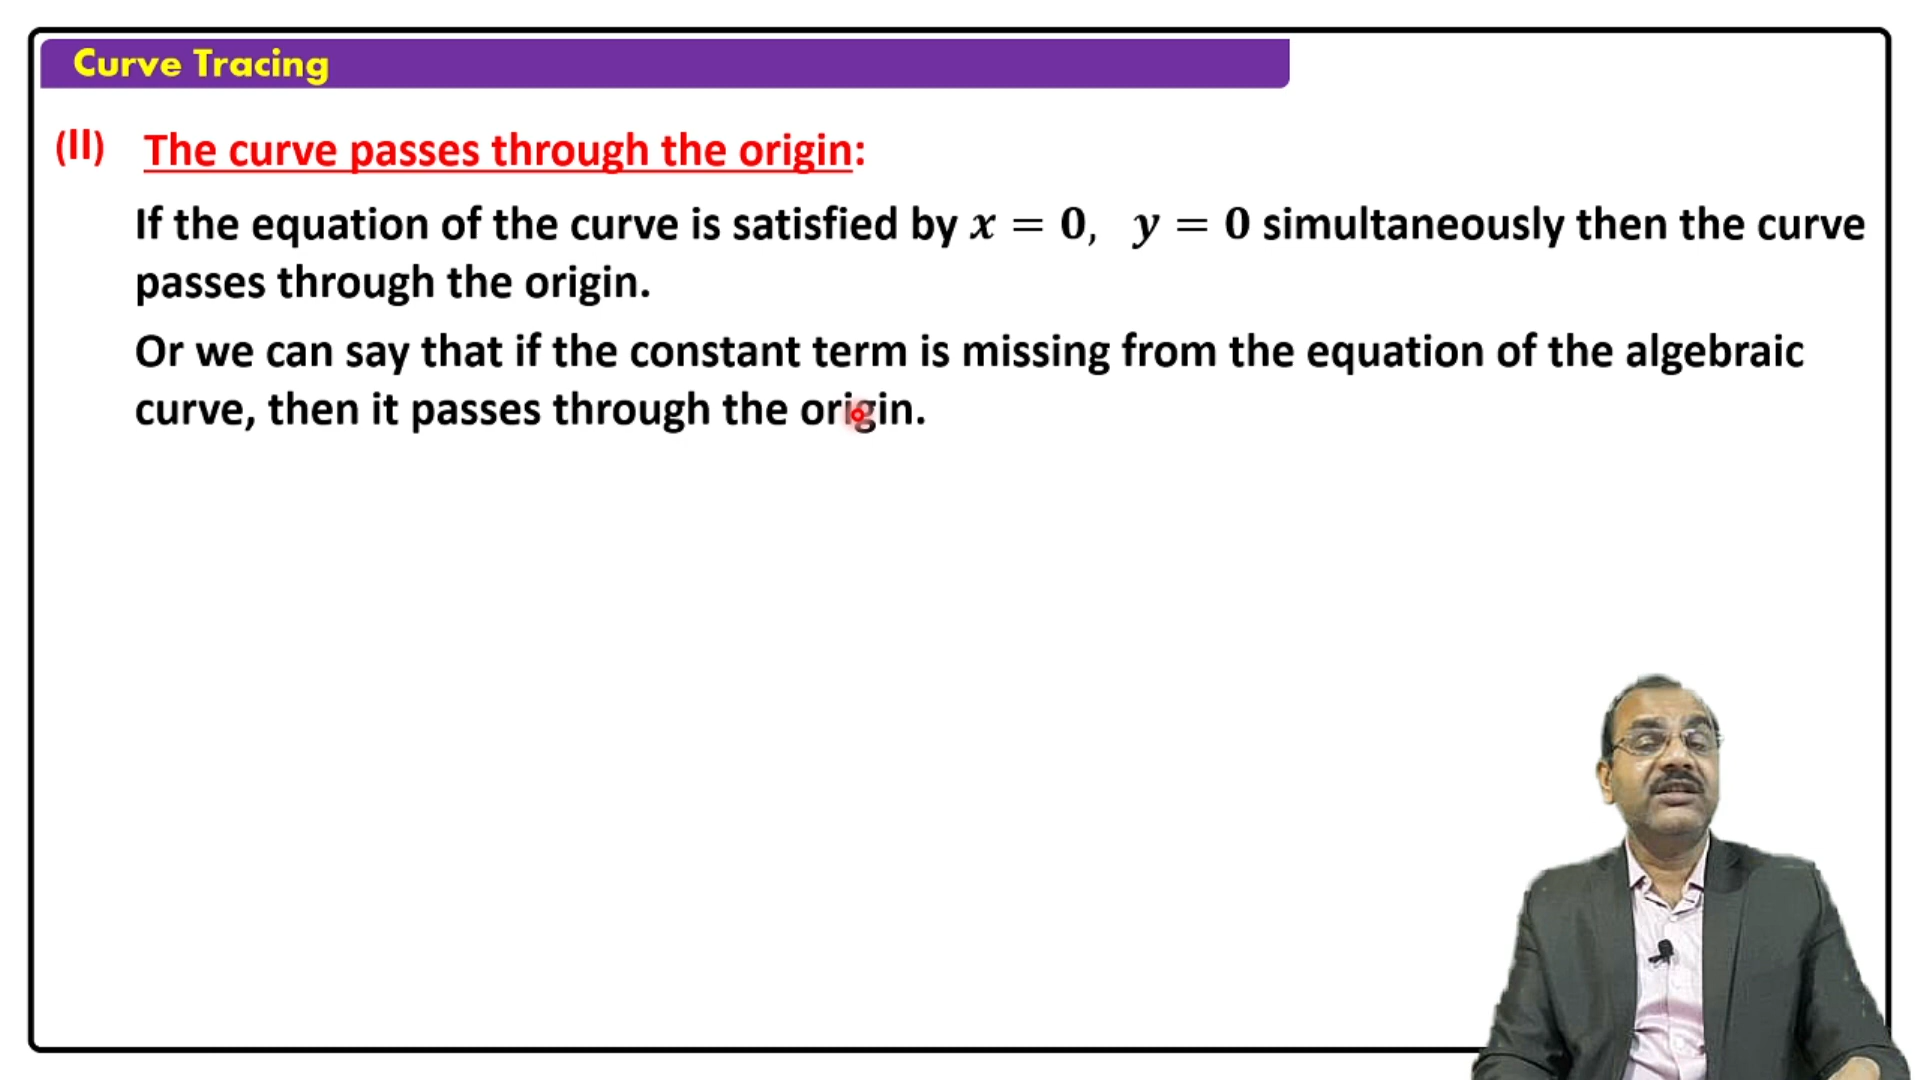 Curve Tracing
(II) The curve passes through the origin:
If the equation of the curve is satisfied by x = 0, y = 0 simultaneously then the curve
passes through the origin.
Or we can say that if the constant term is missing from the equation of the algebraic
curve, then it passes through the origin.